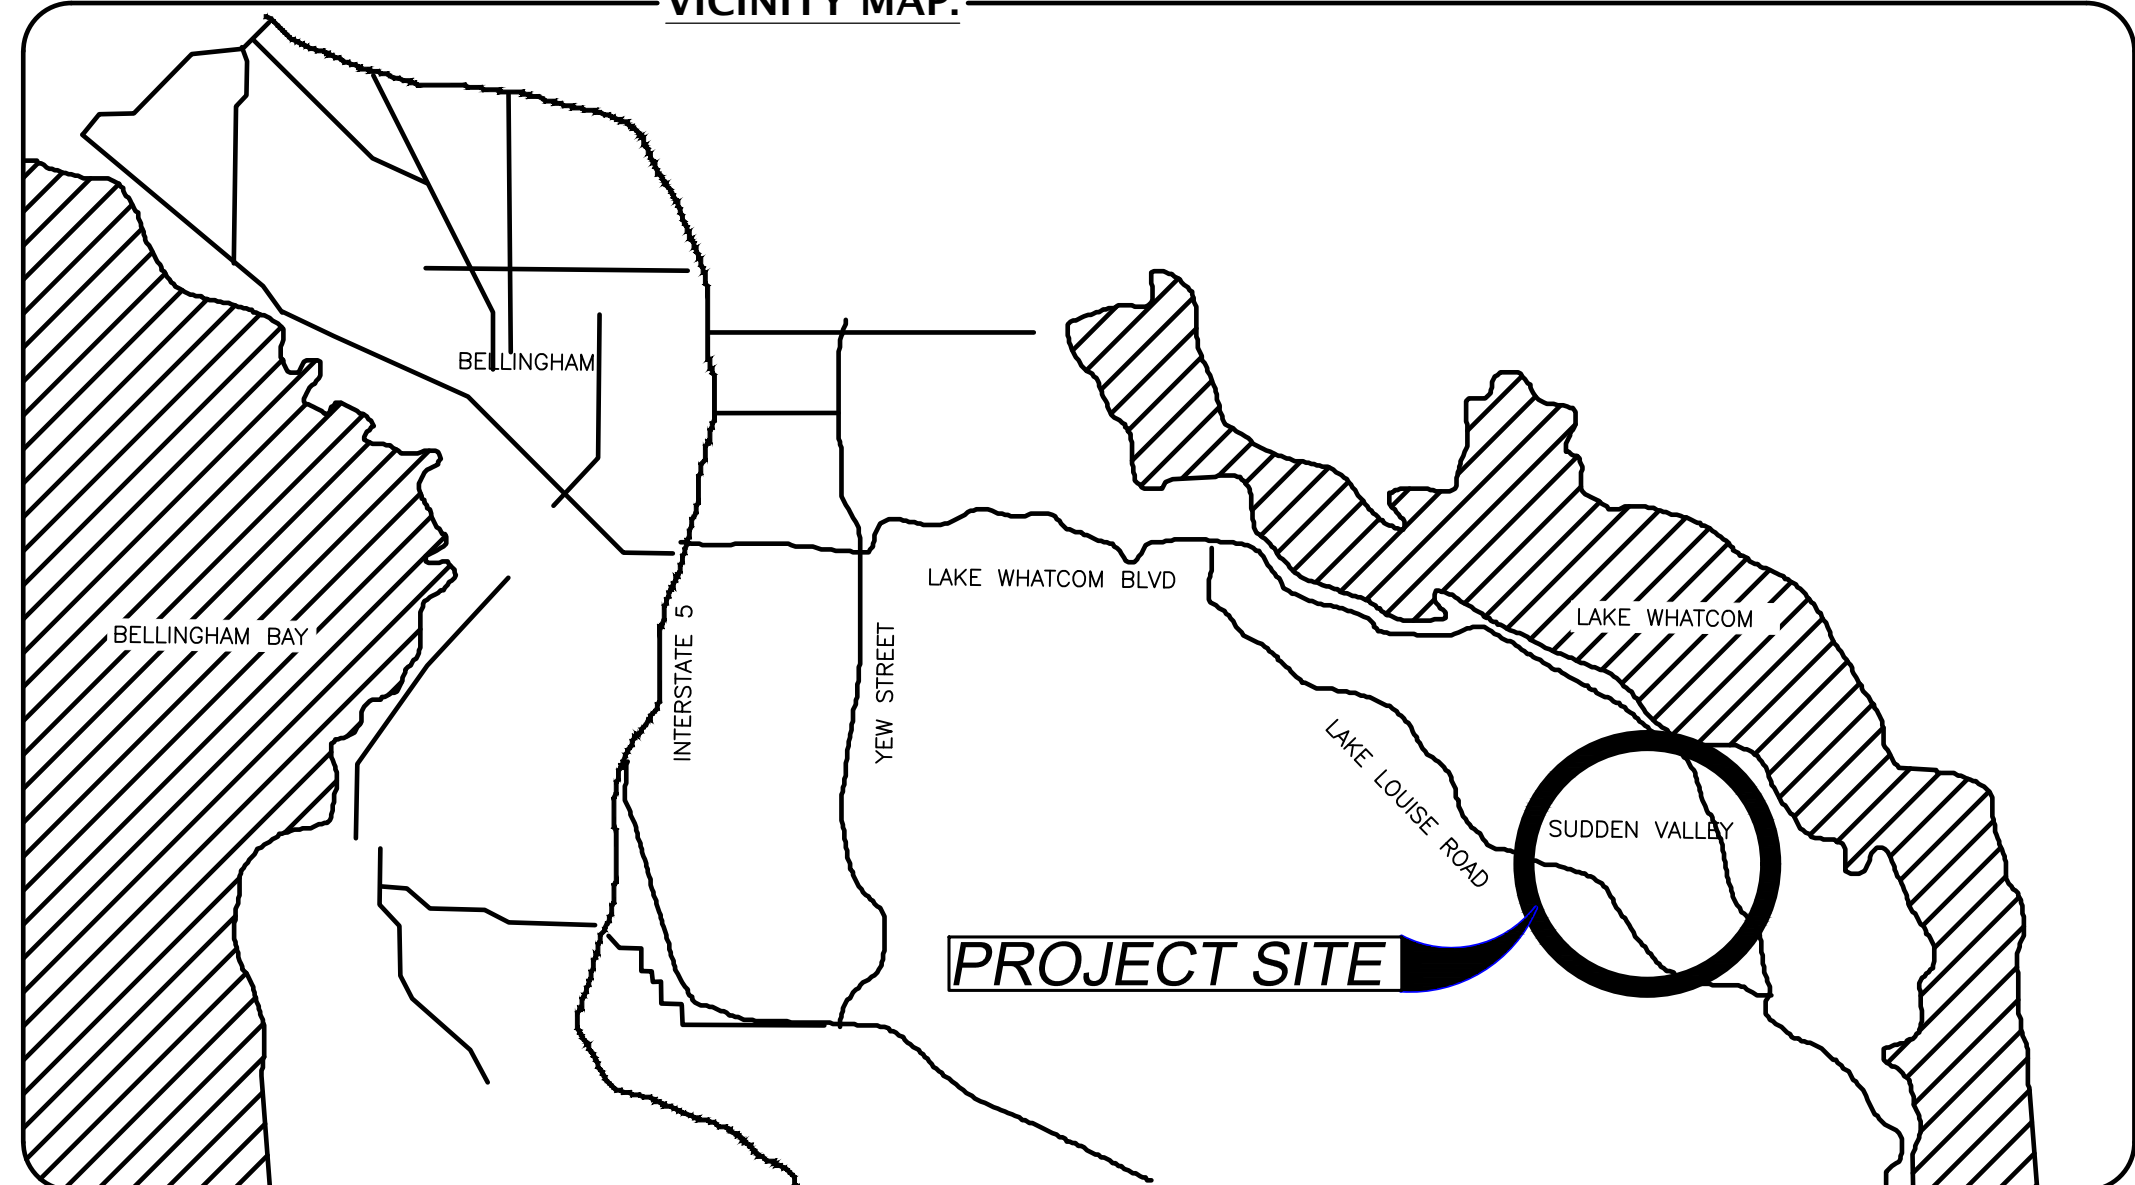 VICINITY MAP:
BELLINGHAM
LAKE WHATCOM BLVD
LAKE WHATCOM
BELLINGHAM BAY
INTERSTATE 5
YEW STREET
LAKE LOUISE ROAD
SUDDEN VALLEY
PROJECT SITE